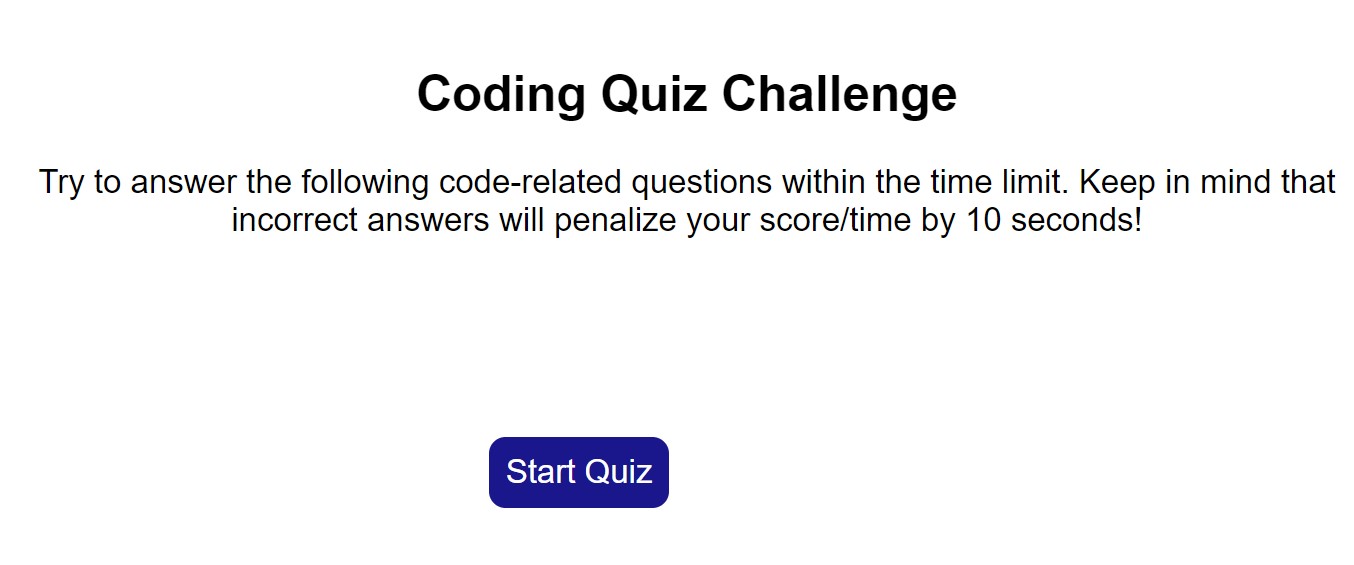 Coding Quiz Challenge
Try to answer the following code-related questions within the time limit. Keep in mind that
incorrect answers will penalize your score/time by 10 seconds!
Start Quiz